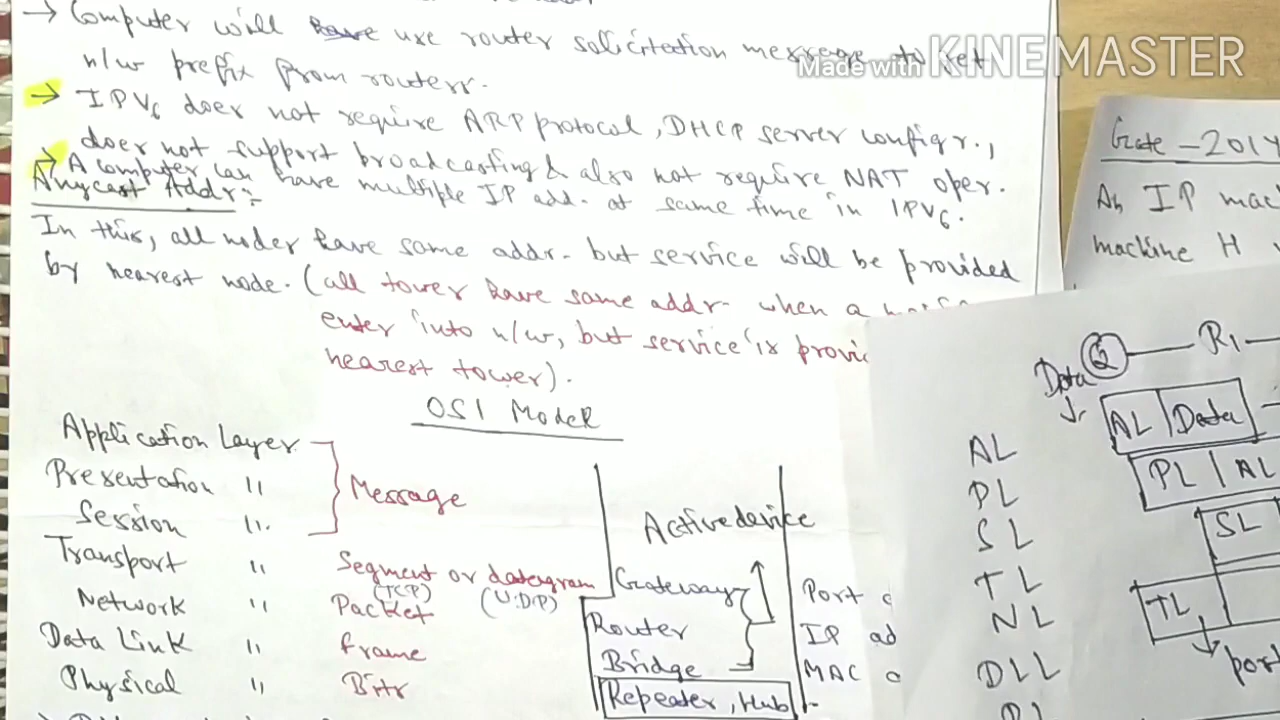 → Computer will have use router solicitation message to get
n/w prefix from routers.
→ IPV6 does not require ARP protocol, DHCP server configr.,
does not support broadcasting & also not require NAT oper.
→ A computer can have multiple IP add. at same time in IPV6.
Anycast Addr:-
In this, all nodes have same addr. but service will be provided
by nearest node. (all tower have same addr- when a
enter into n/w, but service is provi
nearest tower).
OSI Model
Application Layer
Presentation "
Session "
Message
Transport " Segment or datagram
(TCP) (UDP)
Network " Packet
Data Link " frame
Physical " Bits
Active device
Gateway
Router
Bridge
Repeater, Hub
Port
IP ad
MAC
Made with KINEMASTER
Gate - 2014
An IP mac
machine H
Data
R1
AL
PL
SL
TL
NL
DLL
AL | Data
PL | AL
SL
TL
port